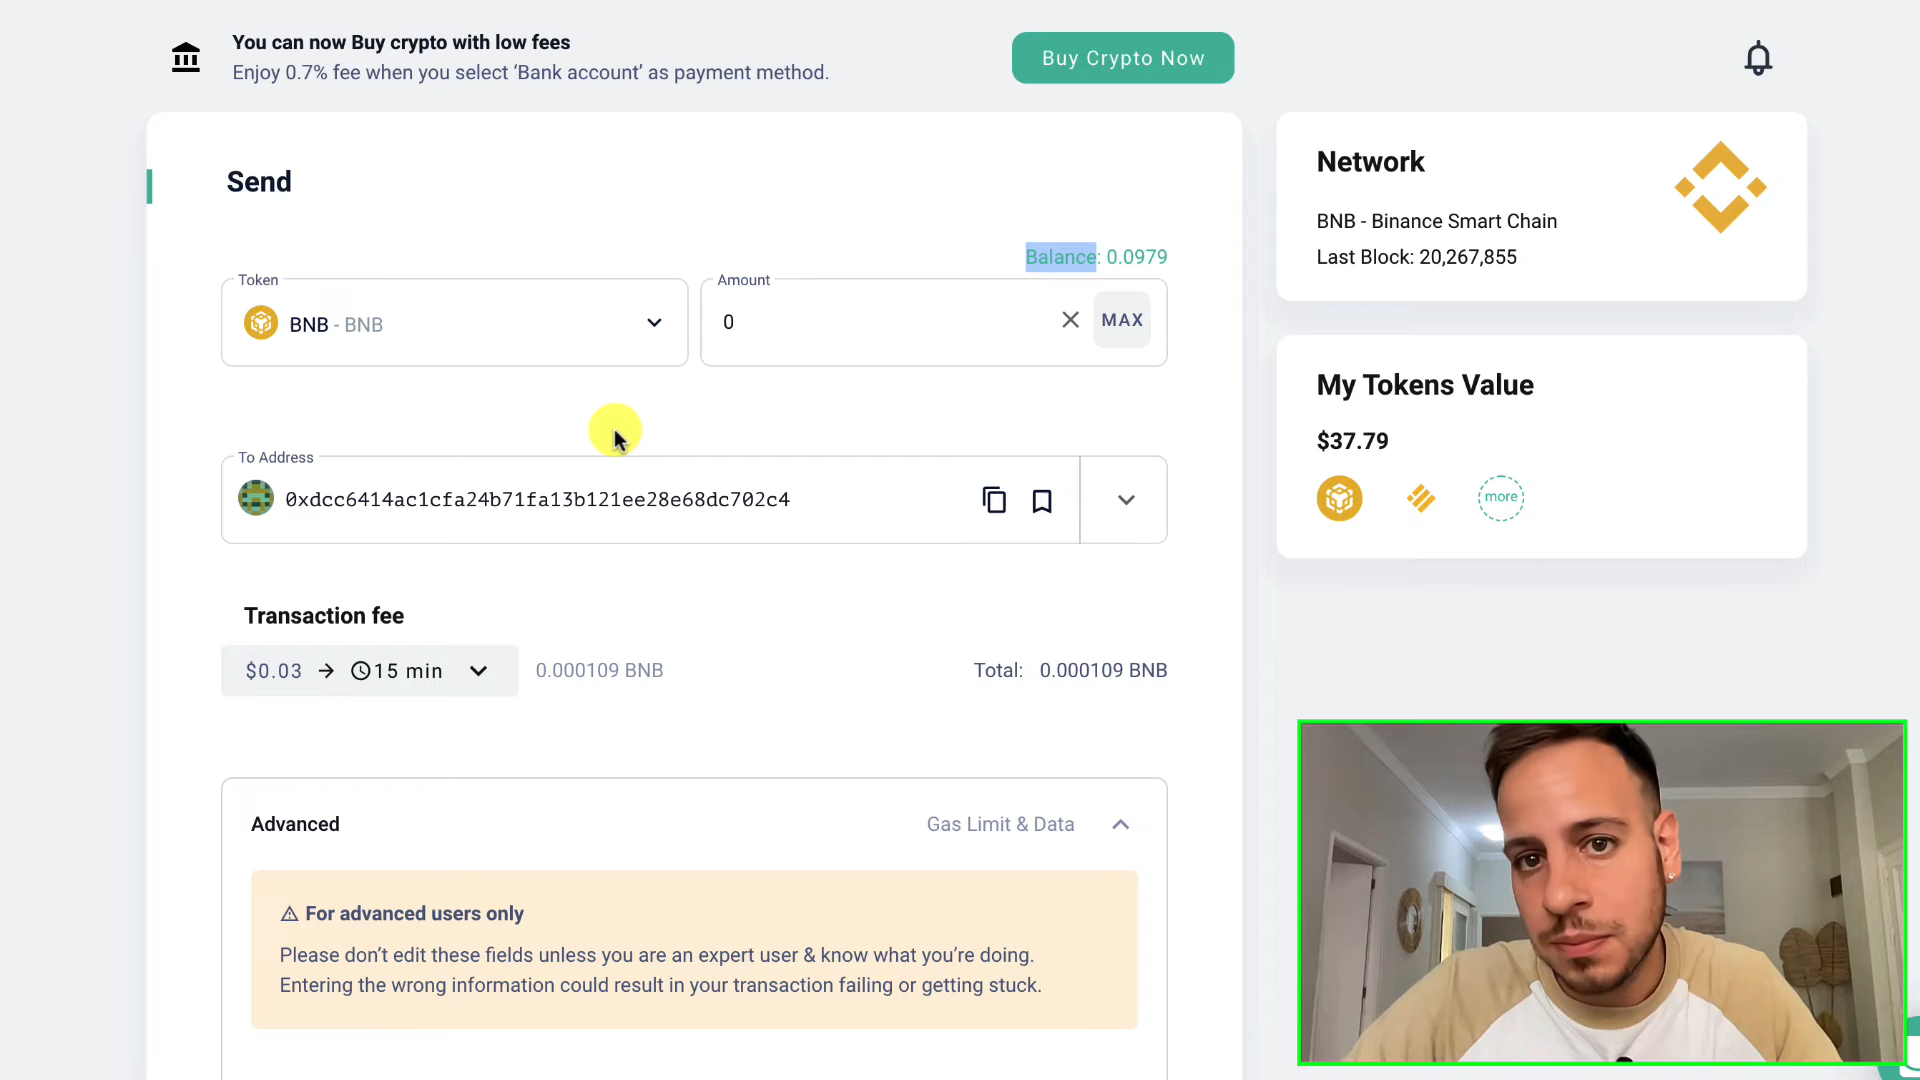 You can now Buy crypto with low fees
Enjoy 0.7% fee when you select ‘Bank account’ as payment method.
Buy Crypto Now
Send
Balance: 0.0979
Token
BNB - BNB
Amount
0
MAX
To Address
0xdcc6414ac1cfa24b71fa13b121ee28e68dc702c4
Transaction fee
$0.03 → 15 min
0.000109 BNB
Total: 0.000109 BNB
Advanced
Gas Limit & Data
For advanced users only
Please don’t edit these fields unless you are an expert user & know what you’re doing.
Entering the wrong information could result in your transaction failing or getting stuck.
Network
BNB - Binance Smart Chain
Last Block: 20,267,855
My Tokens Value
$37.79
more